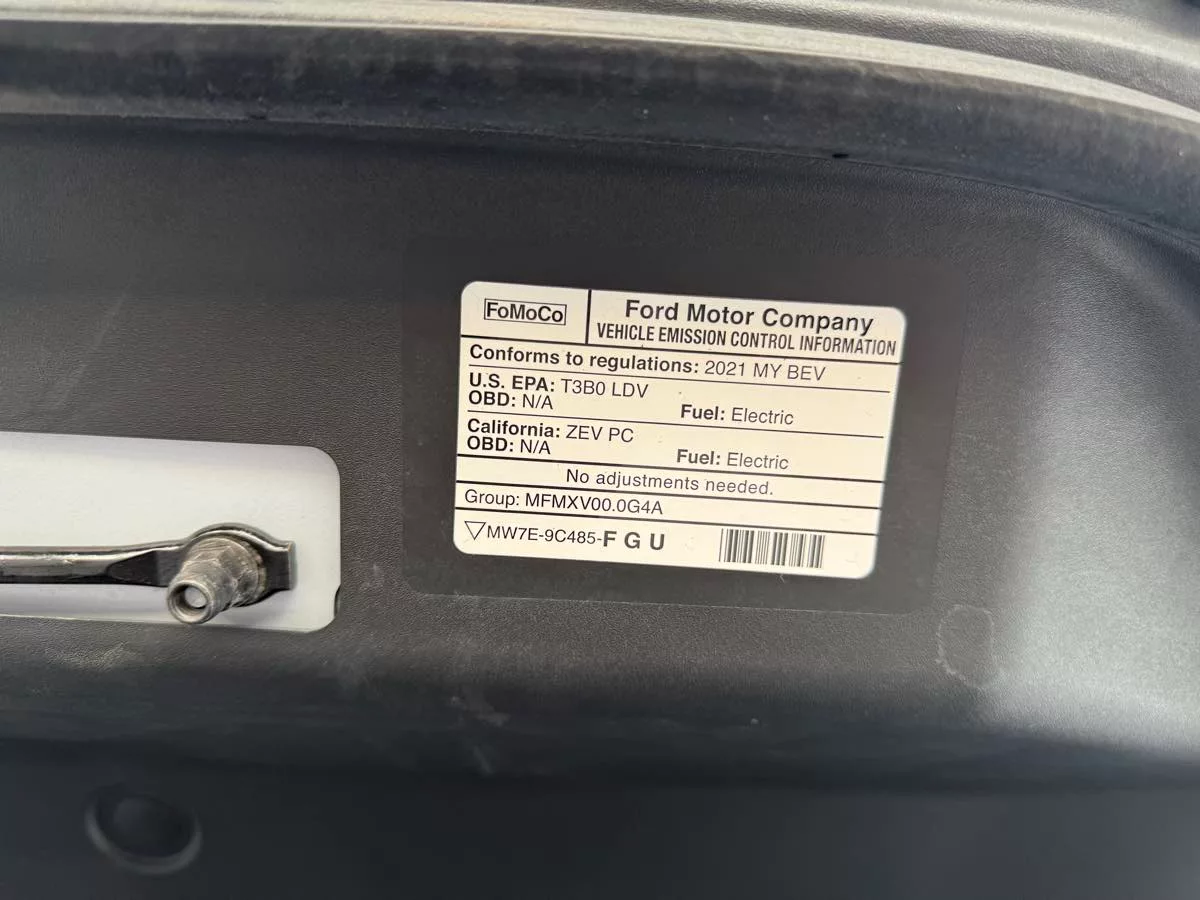 FoMoCo
Ford Motor Company
VEHICLE EMISSION CONTROL INFORMATION
Conforms to regulations: 2021 MY BEV
U.S. EPA: T3B0 LDV
OBD: N/A
Fuel: Electric
California: ZEV PC
OBD: N/A
Fuel: Electric
No adjustments needed.
Group: MFMXV00.0G4A
MW7E-9C485-F G U